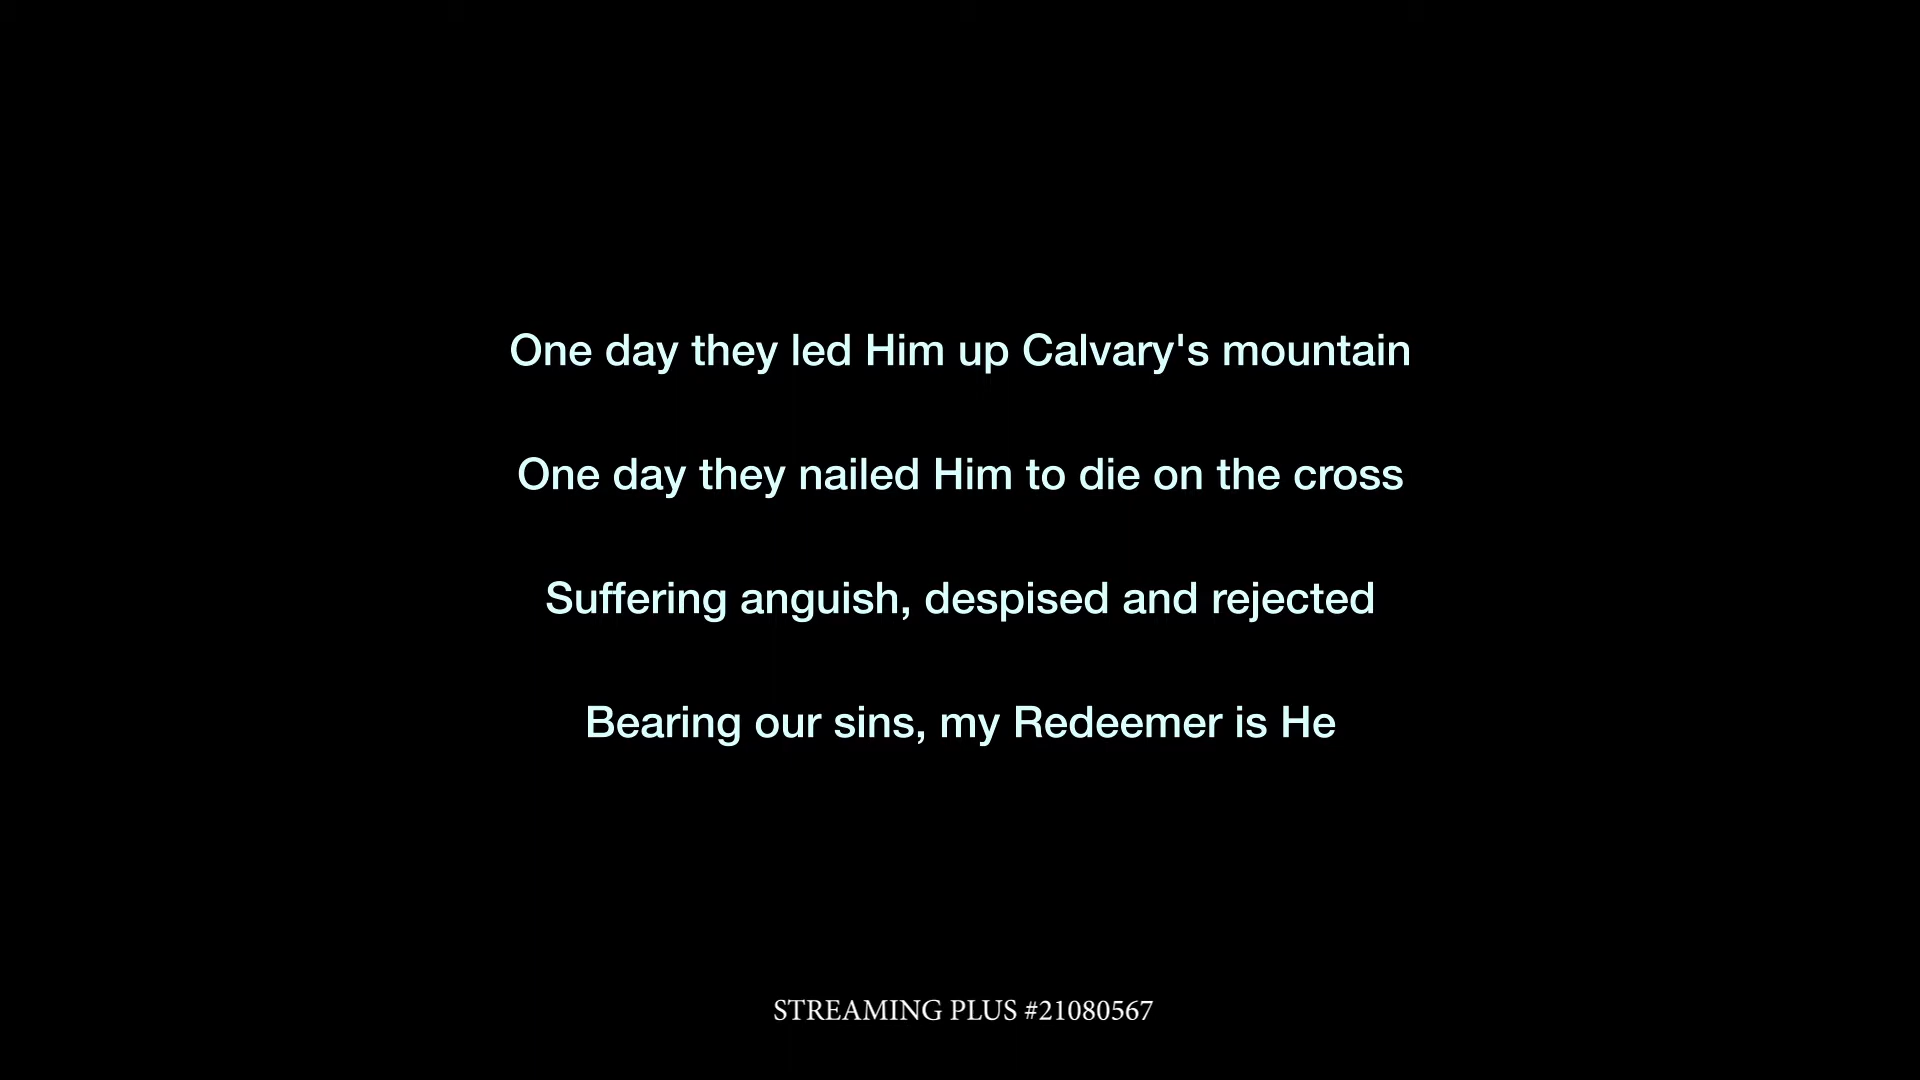 One day they led Him up Calvary's mountain
One day they nailed Him to die on the cross
Suffering anguish, despised and rejected
Bearing our sins, my Redeemer is He
STREAMING PLUS #21080567